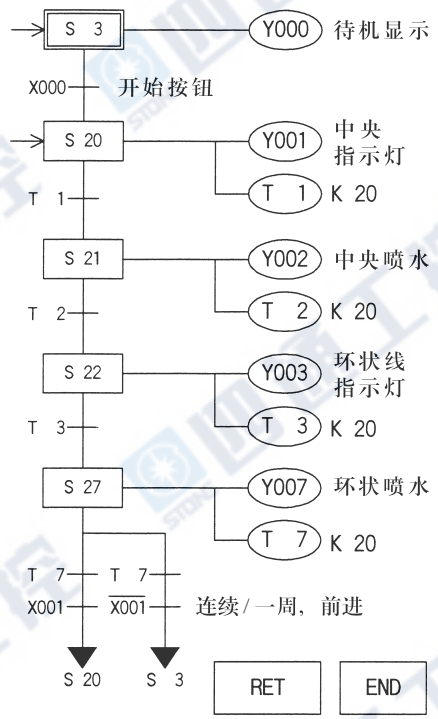 S 3 Y000 待机显示
X000 开始按钮
S 20 Y001 中央
指示灯
T 1 T 1 K 20
S 21 Y002 中央喷水
T 2 T 2 K 20
S 22 Y003 环状线
指示灯
T 3 T 3 K 20
S 27 Y007 环状喷水
T 7 K 20
T 7 T 7
X001 X001 连续/一周，前进
S 20 S 3
RET END